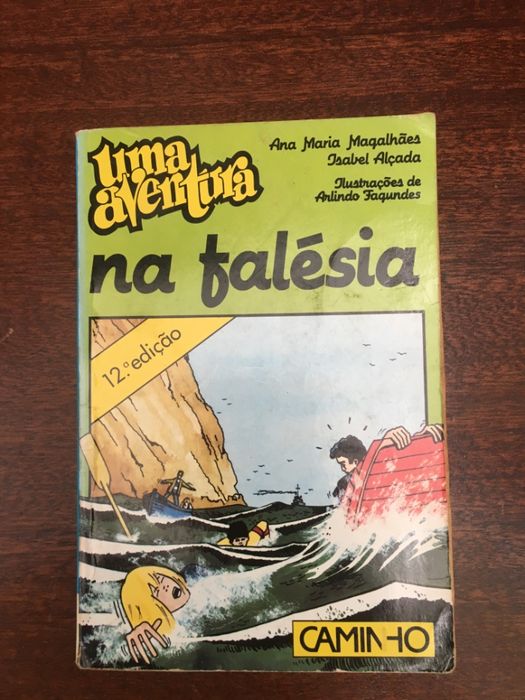 uma
aventura
Ana Maria Magalhães
Isabel Alçada
Ilustrações de
Arlindo Fagundes
na falésia
12.ª edição
CAMINHO